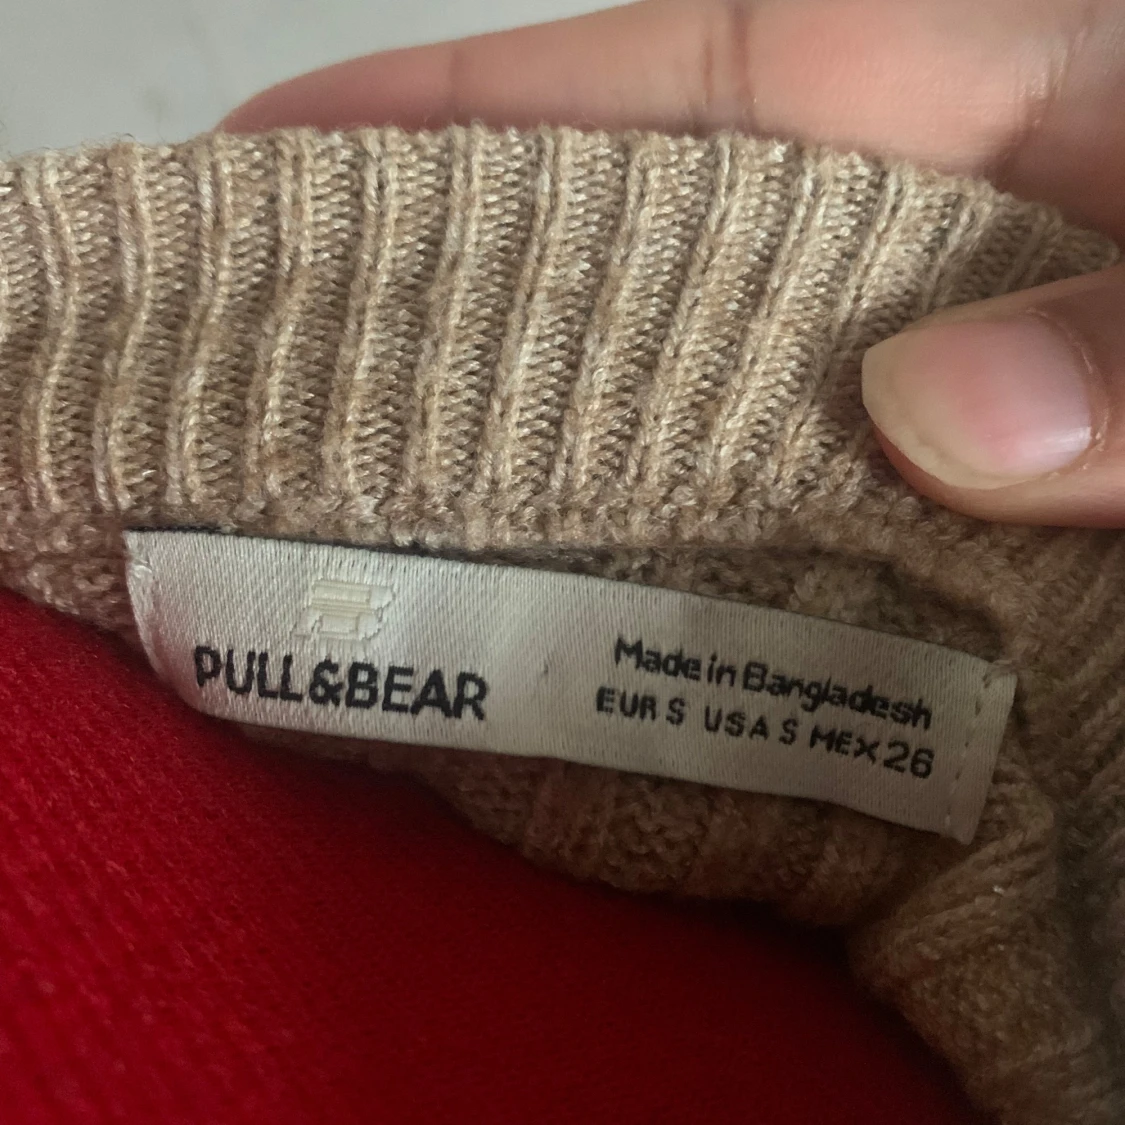 PULL&BEAR
Made in Bangladesh
EUR S USA S MEX 26